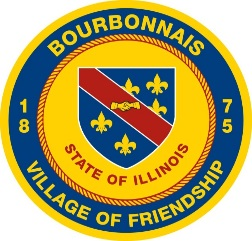 BOURBONNAIS
18 75
STATE OF ILLINOIS
VILLAGE OF FRIENDSHIP